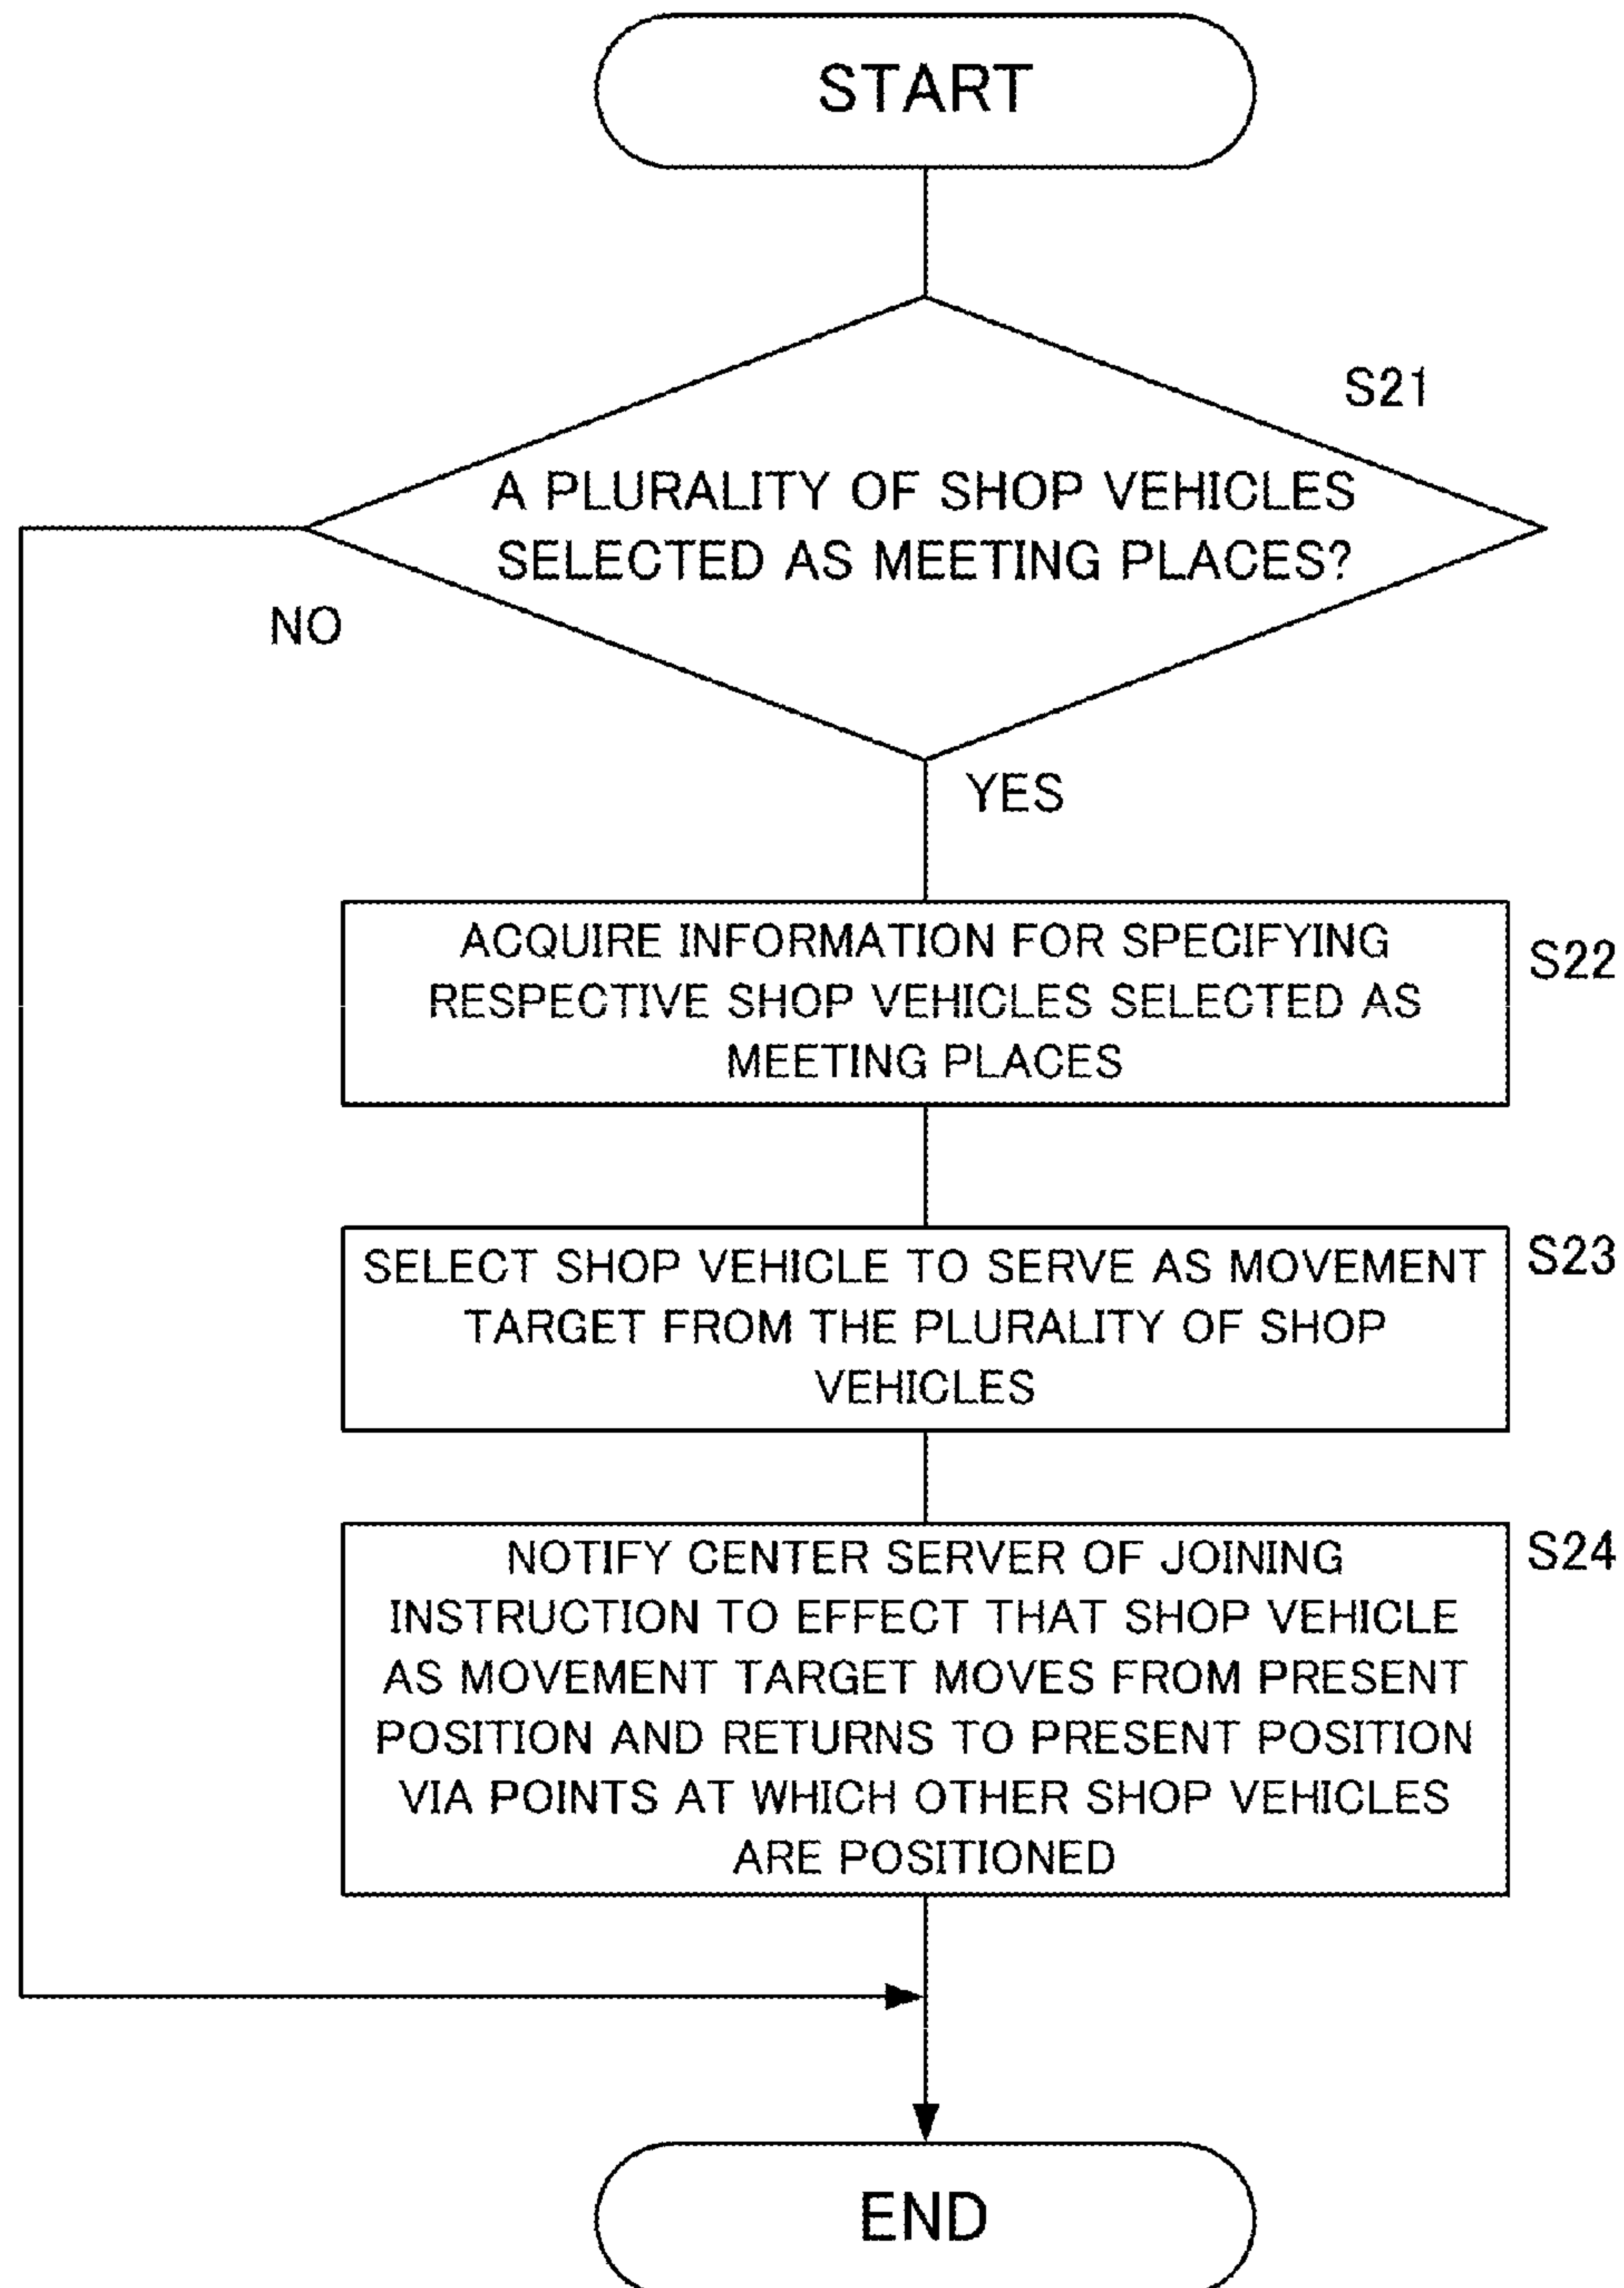 START
S21
A PLURALITY OF SHOP VEHICLES
SELECTED AS MEETING PLACES?
NO
YES
ACQUIRE INFORMATION FOR SPECIFYING
RESPECTIVE SHOP VEHICLES SELECTED AS
MEETING PLACES
S22
SELECT SHOP VEHICLE TO SERVE AS MOVEMENT
TARGET FROM THE PLURALITY OF SHOP
VEHICLES
S23
NOTIFY CENTER SERVER OF JOINING
INSTRUCTION TO EFFECT THAT SHOP VEHICLE
AS MOVEMENT TARGET MOVES FROM PRESENT
POSITION AND RETURNS TO PRESENT POSITION
VIA POINTS AT WHICH OTHER SHOP VEHICLES
ARE POSITIONED
S24
END